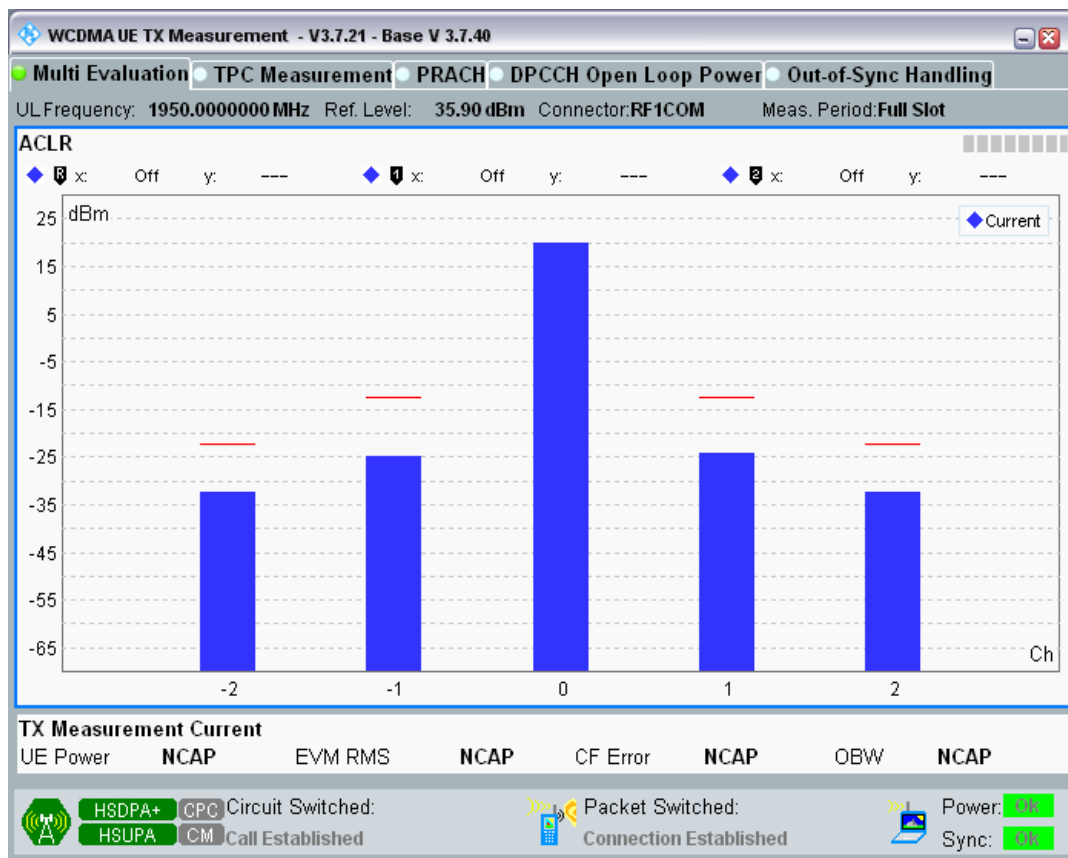 WCDMA UE TX Measurement - V3.7.21 - Base V 3.7.40
Multi Evaluation TPC Measurement PRACH DPCCH Open Loop Power Out-of-Sync Handling
UL Frequency: 1950.0000000 MHz Ref. Level: 35.90 dBm Connector:RF1COM Meas. Period:Full Slot
ACLR
R x: Off y: --- 1 x: Off y: --- 2 x: Off y: ---
dBm
Current
25
15
5
-5
-15
-25
-35
-45
-55
-65
Ch
-2 -1 0 1 2
TX Measurement Current
UE Power NCAP EVM RMS NCAP CF Error NCAP OBW NCAP
HSDPA+ CPC Circuit Switched: Packet Switched: Power: OK
HSUPA CM Call Established Connection Established Sync: OK